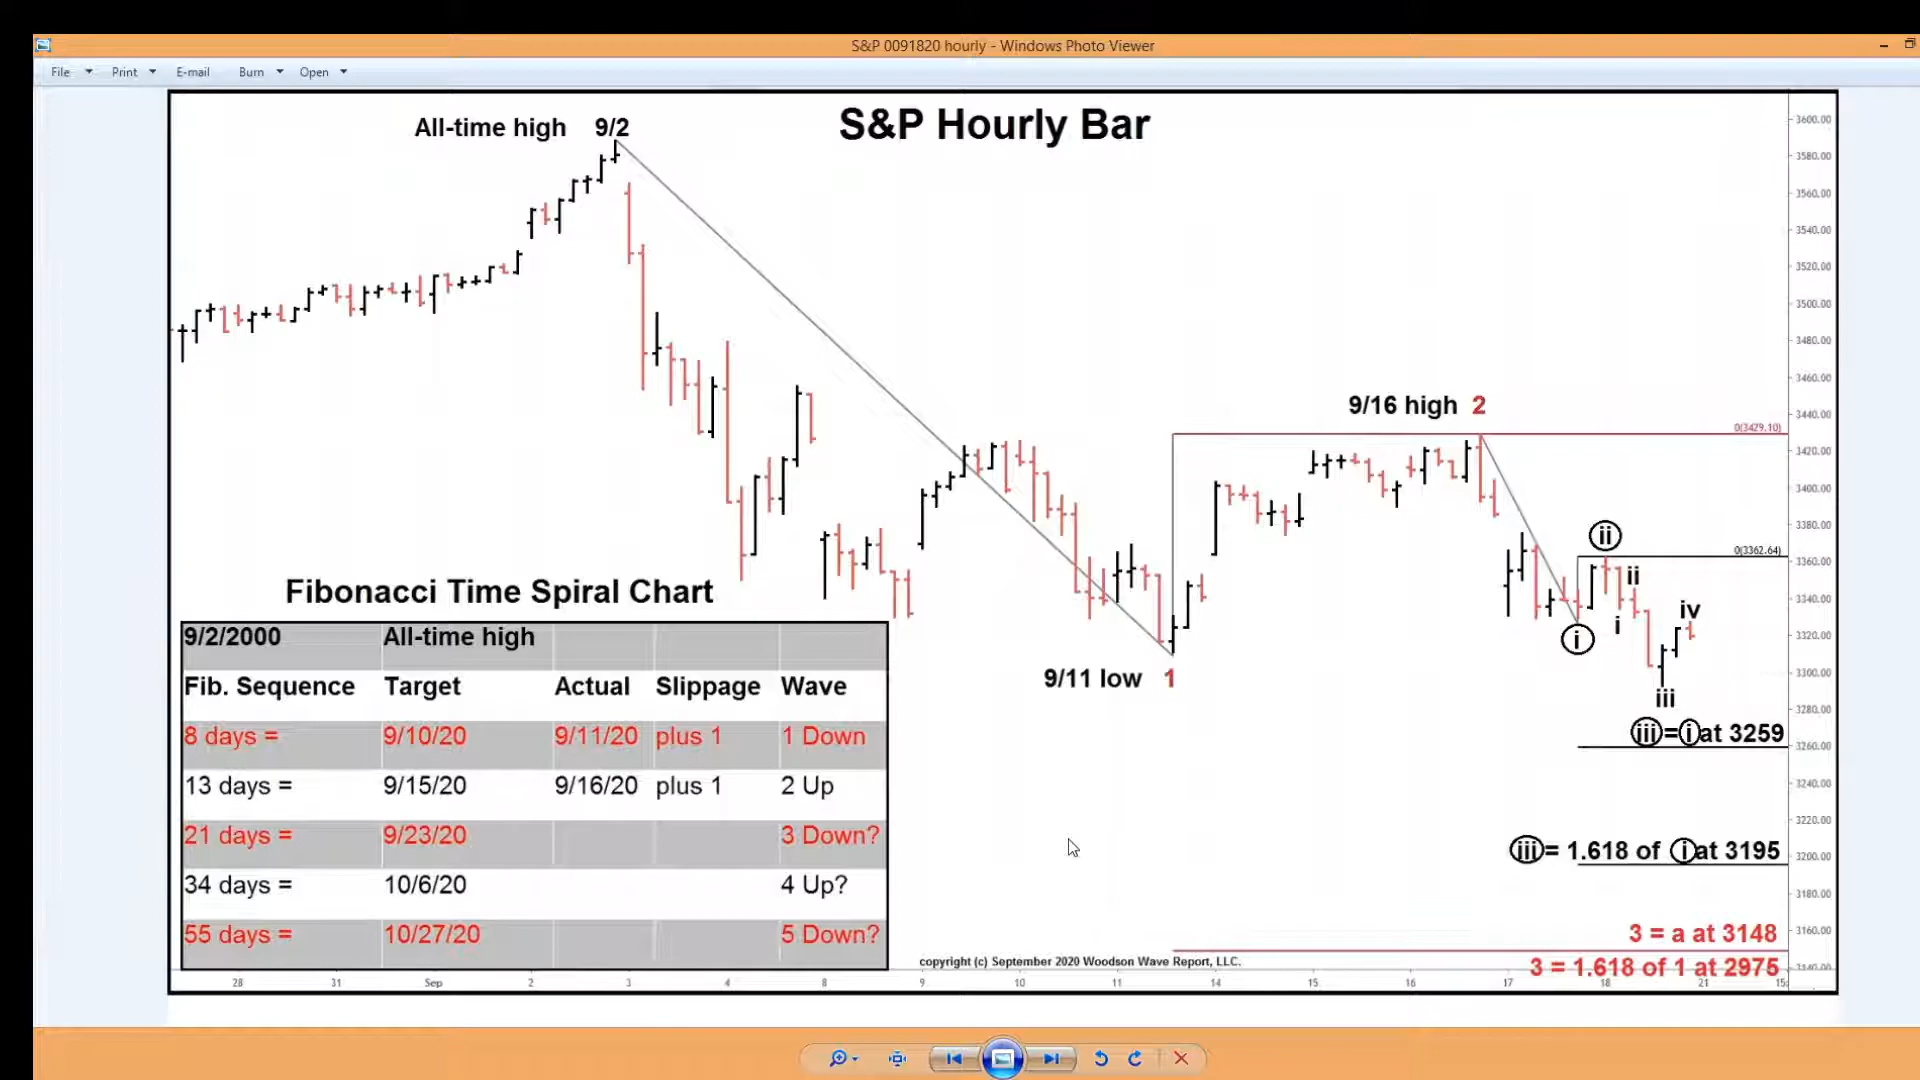 S&P 0091820 hourly - Windows Photo Viewer
File Print E-mail Burn Open
S&P Hourly Bar
All-time high 9/2
3600.00
3580.00
3560.00
3540.00
3520.00
3500.00
3480.00
3460.00
3440.00
9/16 high 2
0(3429.10)
3420.00
3400.00
3380.00
ii
0(3362.64)
3360.00
ii
3340.00
iv
i
3320.00
i
3300.00
9/11 low 1
iii
3280.00
iii=i at 3259
3260.00
3240.00
3220.00
iii= 1.618 of i at 3195
3200.00
3180.00
3 = a at 3148
3160.00
3 = 1.618 of 1 at 2975
3140.00
Fibonacci Time Spiral Chart
9/2/2000 All-time high
Fib. Sequence Target Actual Slippage Wave
8 days = 9/10/20 9/11/20 plus 1 1 Down
13 days = 9/15/20 9/16/20 plus 1 2 Up
21 days = 9/23/20 3 Down?
34 days = 10/6/20 4 Up?
55 days = 10/27/20 5 Down?
copyright (c) September 2020 Woodson Wave Report, LLC.
28 31 Sep 2 3 4 8 9 10 11 14 15 16 17 18 21